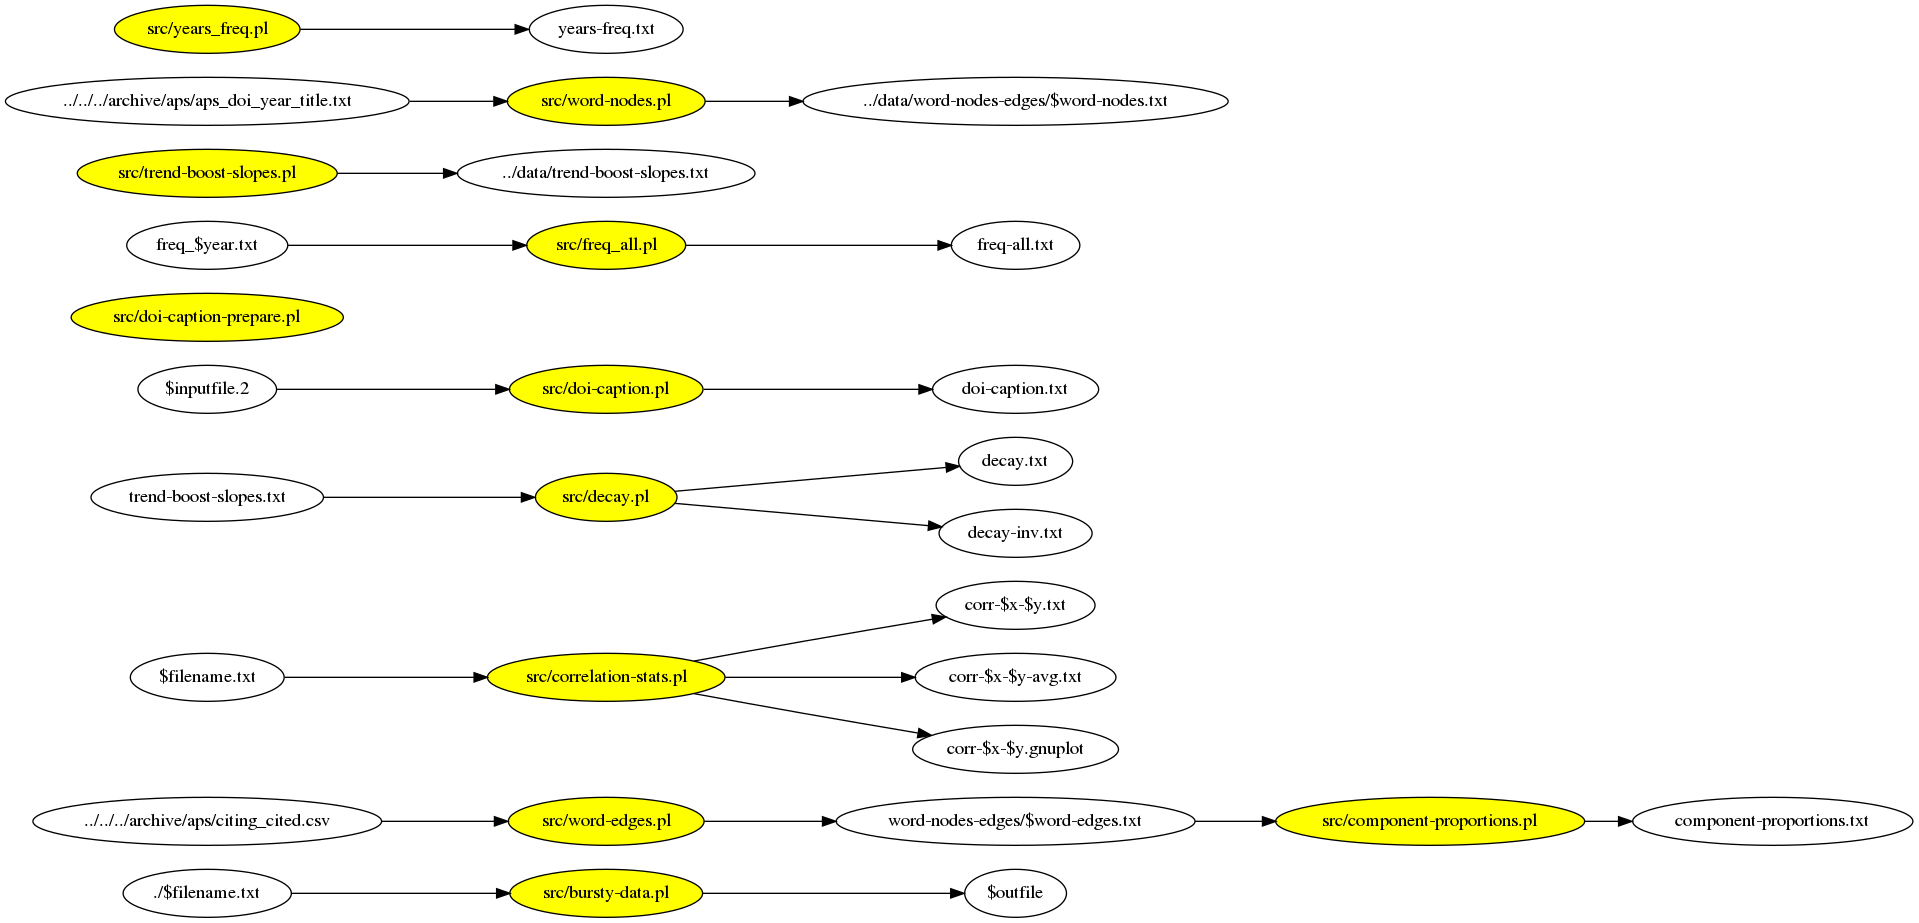 src/years_freq.pl
years-freq.txt
../../../archive/aps/aps_doi_year_title.txt
src/word-nodes.pl
../data/word-nodes-edges/$word-nodes.txt
src/trend-boost-slopes.pl
../data/trend-boost-slopes.txt
freq_$year.txt
src/freq_all.pl
freq-all.txt
src/doi-caption-prepare.pl
$inputfile.2
src/doi-caption.pl
doi-caption.txt
trend-boost-slopes.txt
src/decay.pl
decay.txt
decay-inv.txt
$filename.txt
src/correlation-stats.pl
corr-$x-$y.txt
corr-$x-$y-avg.txt
corr-$x-$y.gnuplot
../../../archive/aps/citing_cited.csv
src/word-edges.pl
word-nodes-edges/$word-edges.txt
src/component-proportions.pl
component-proportions.txt
./$filename.txt
src/bursty-data.pl
$outfile